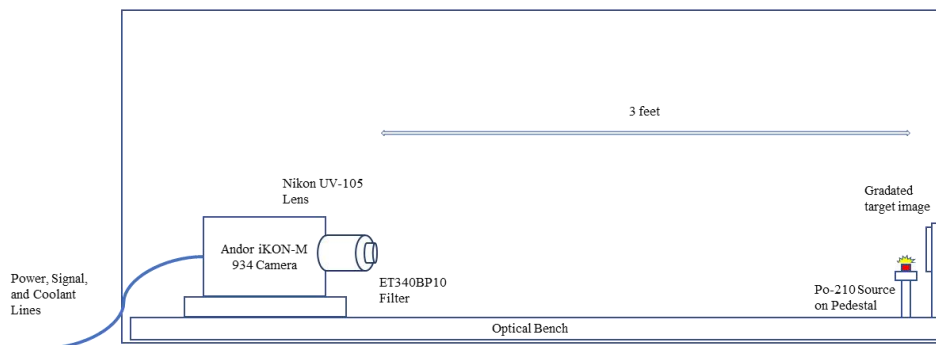 3 feet
Nikon UV-105
Lens
Gradated
target image
Andor iKON-M
934 Camera
Power, Signal,
and Coolant
Lines
ET340BP10
Filter
Po-210 Source
on Pedestal
Optical Bench